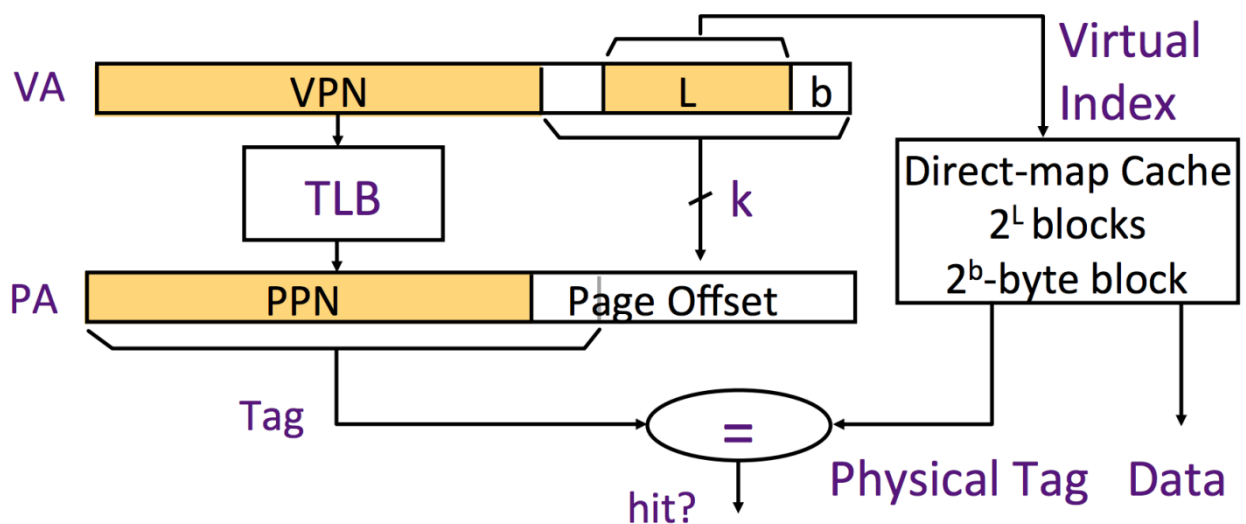 VA
VPN
L
b
Virtual
Index
TLB
k
Direct-map Cache
2ᴸ blocks
2ᵇ-byte block
PA
PPN
Page Offset
Tag
=
hit?
Physical Tag
Data